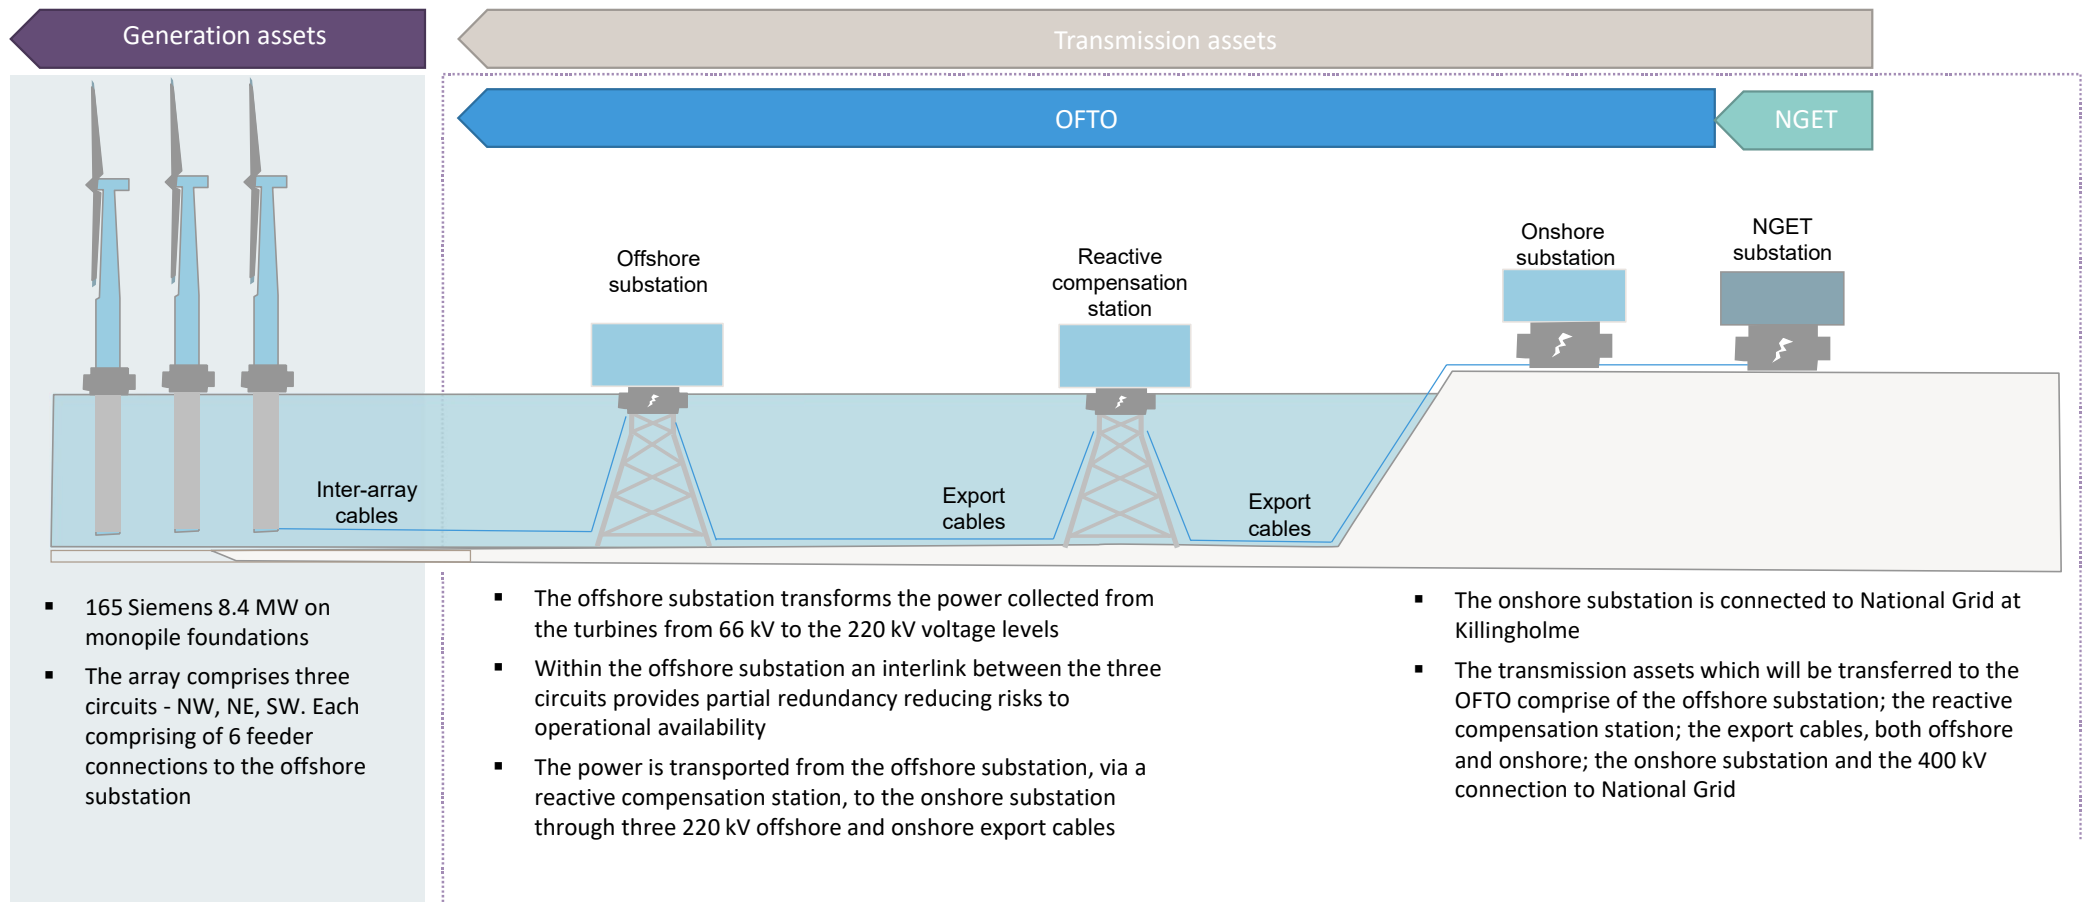 Generation assets
Transmission assets
OFTO
NGET
Offshore
substation
Reactive
compensation
station
Onshore
substation
NGET
substation
Inter-array
cables
Export
cables
Export
cables
▪ 165 Siemens 8.4 MW on
monopile foundations
▪ The array comprises three
circuits - NW, NE, SW. Each
comprising of 6 feeder
connections to the offshore
substation
▪ The offshore substation transforms the power collected from
the turbines from 66 kV to the 220 kV voltage levels
▪ Within the offshore substation an interlink between the three
circuits provides partial redundancy reducing risks to
operational availability
▪ The power is transported from the offshore substation, via a
reactive compensation station, to the onshore substation
through three 220 kV offshore and onshore export cables
▪ The onshore substation is connected to National Grid at
Killingholme
▪ The transmission assets which will be transferred to the
OFTO comprise of the offshore substation; the reactive
compensation station; the export cables, both offshore
and onshore; the onshore substation and the 400 kV
connection to National Grid